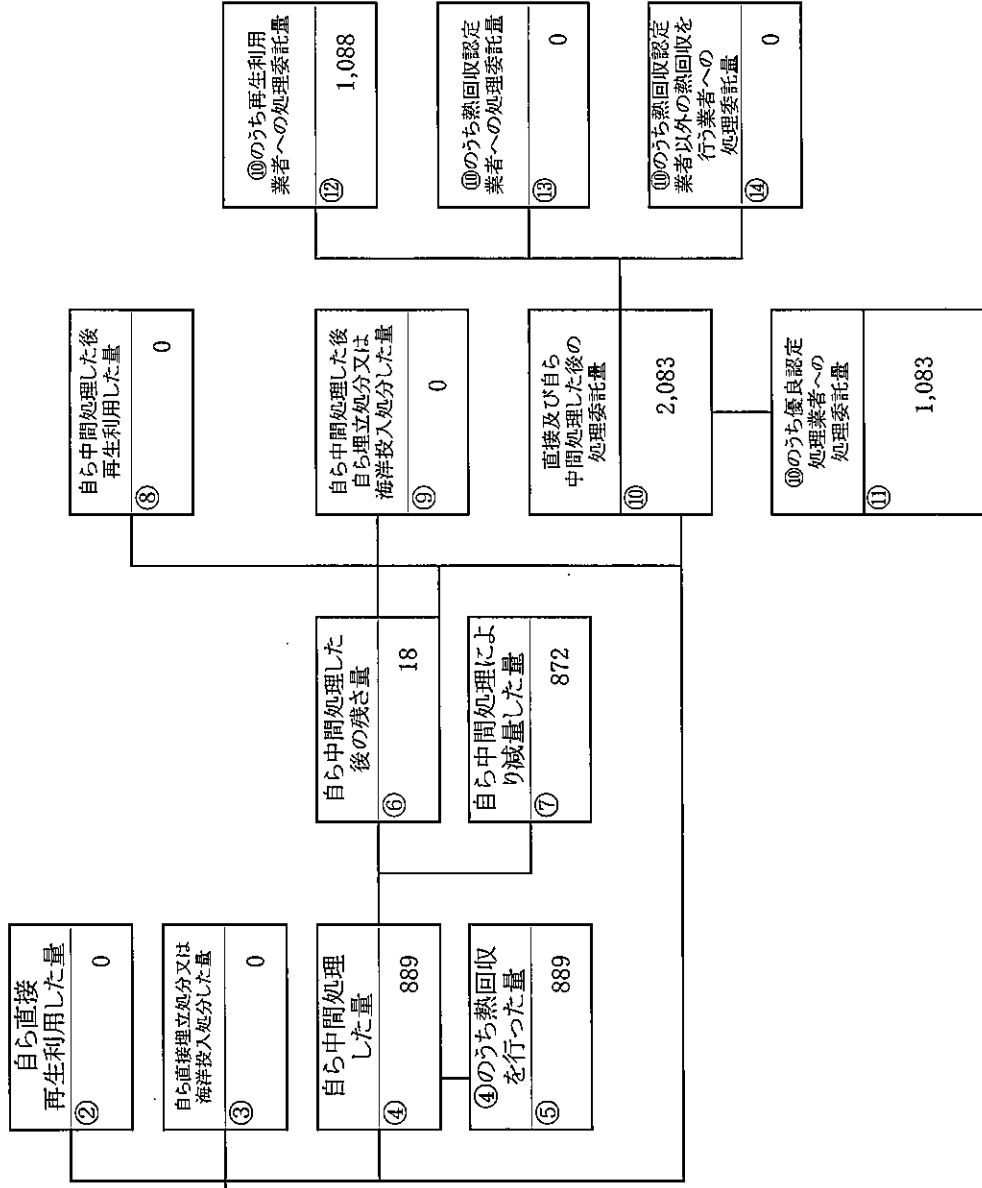 自ら直接
再生利用した量
②
0
自ら直接埋立処分又は
海洋投入処分した量
③
0
自ら中間処理
した量
④
889
④のうち熱回収
を行った量
⑤
889
自ら中間処理した
後の残さ量
⑥
18
自ら中間処理によ
り減量した量
⑦
872
自ら中間処理した後
再生利用した量
⑧
0
自ら中間処理した後
自ら埋立処分又は
海洋投入処分した量
⑨
0
直接及び自ら
中間処理した後の
処理委託量
⑩
2,083
⑩のうち優良認定
処理業者への
処理委託量
⑪
1,083
⑩のうち再生利用
業者への処理委託量
⑫
1,088
⑩のうち熱回収認定
業者への処理委託量
⑬
0
⑩のうち熱回収認定
業者以外の熱回収を
行う業者への
処理委託量
⑭
0